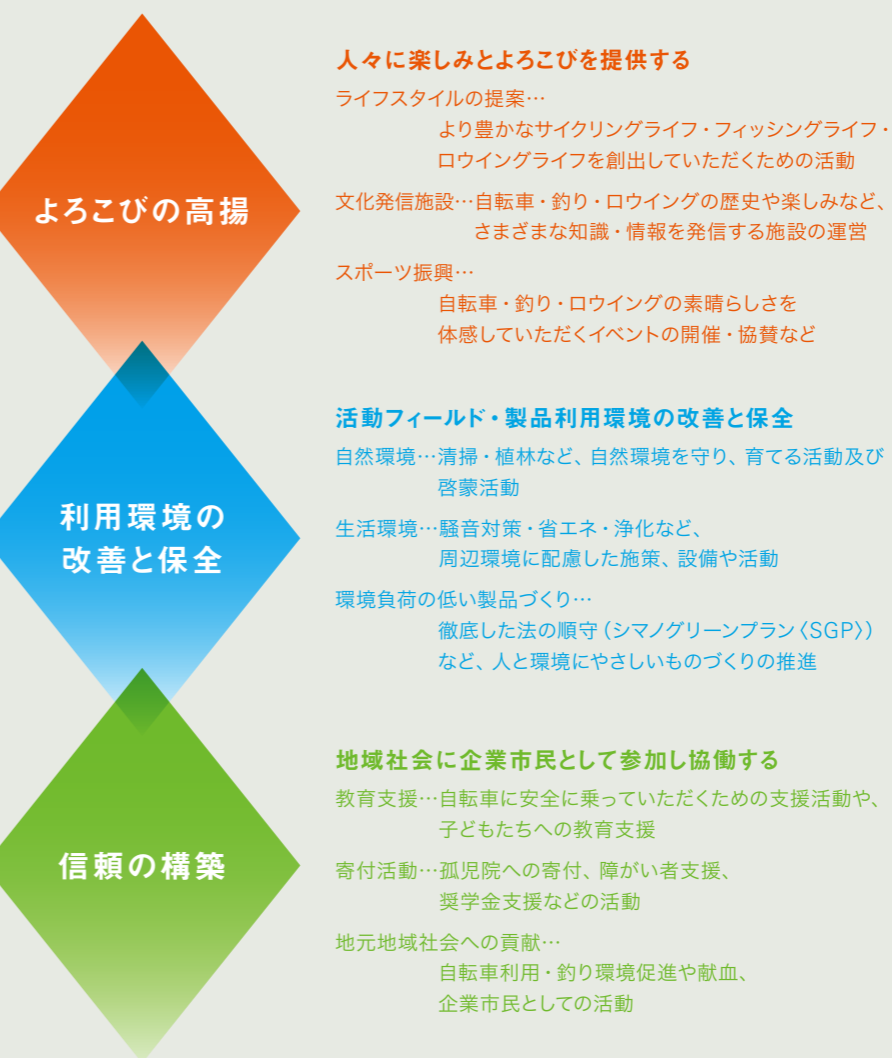 よろこびの高揚
人々に楽しみとよろこびを提供する
ライフスタイルの提案…
より豊かなサイクリングライフ・フィッシングライフ・
ロウイングライフを創出していただくための活動
文化発信施設…自転車・釣り・ロウイングの歴史や楽しみなど、
さまざまな知識・情報を発信する施設の運営
スポーツ振興…
自転車・釣り・ロウイングの素晴らしさを
体感していただくイベントの開催・協賛など
利用環境の
改善と保全
活動フィールド・製品利用環境の改善と保全
自然環境…清掃・植林など、自然環境を守り、育てる活動及び
啓蒙活動
生活環境…騒音対策・省エネ・浄化など、
周辺環境に配慮した施策、設備や活動
環境負荷の低い製品づくり…
徹底した法の順守（シマノグリーンプラン〈SGP〉）
など、人と環境にやさしいものづくりの推進
信頼の構築
地域社会に企業市民として参加し協働する
教育支援…自転車に安全に乗っていただくための支援活動や、
子どもたちへの教育支援
寄付活動…孤児院への寄付、障がい者支援、
奨学金支援などの活動
地元地域社会への貢献…
自転車利用・釣り環境促進や献血、
企業市民としての活動